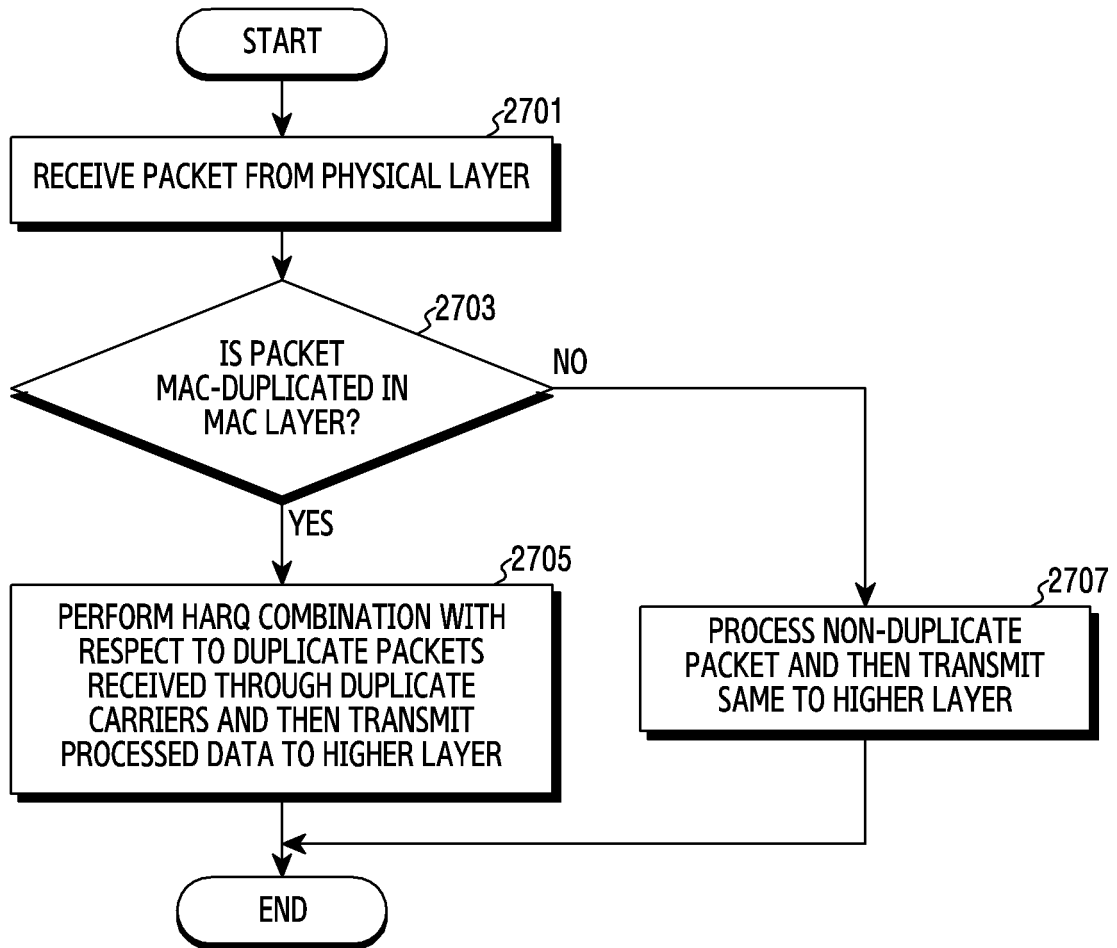 START
2701
RECEIVE PACKET FROM PHYSICAL LAYER
2703
IS PACKET
MAC-DUPLICATED IN
MAC LAYER?
NO
YES
2705
PERFORM HARQ COMBINATION WITH
RESPECT TO DUPLICATE PACKETS
RECEIVED THROUGH DUPLICATE
CARRIERS AND THEN TRANSMIT
PROCESSED DATA TO HIGHER LAYER
2707
PROCESS NON-DUPLICATE
PACKET AND THEN TRANSMIT
SAME TO HIGHER LAYER
END